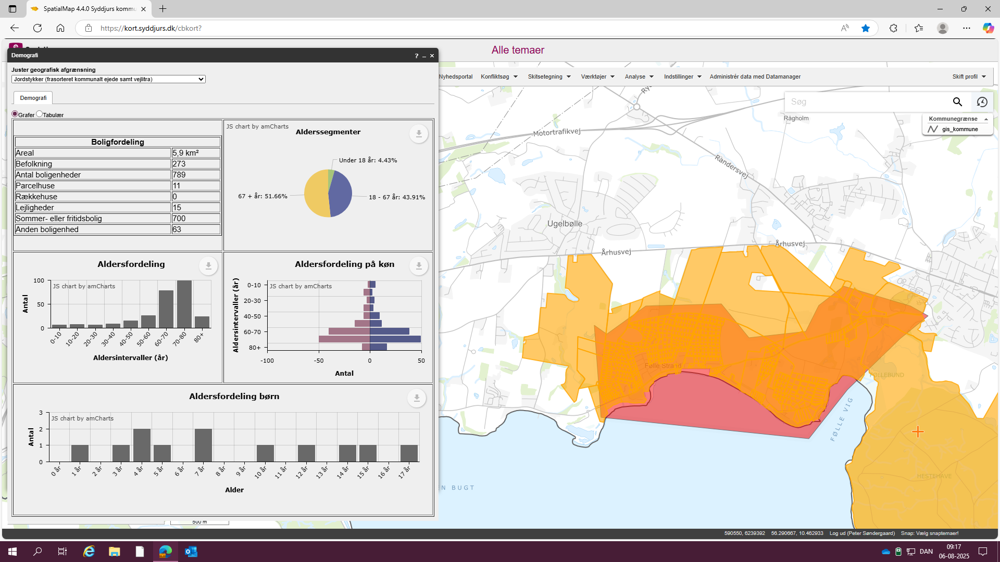 SpatialMap 4.4.0 Syddjurs kommu
https://kort.syddjurs.dk/cbkort?
Alle temaer
Demografi
?
Juster geografisk afgrænsning
Jordstykker (frasorteret kommunalt ejede samt vejlitra)
Nyhedsportal Konfliktsøg Skitsetegning Værktøjer Analyse Indstillinger Administrér data med Datamanager Skift profil
Demografi
Grafer Tabulær
Søg
Kommunegrænse
gis_kommune
Boligfordeling
Areal 5,9 km²
Befolkning 273
Antal boligenheder 789
Parcelhuse 11
Rækkehuse 0
Lejligheder 15
Sommer- eller fritidsbolig 700
Anden boligenhed 63
JS chart by amCharts
Alderssegmenter
Under 18 år: 4.43%
67 + år: 51.66%
18 - 67 år: 43.91%
Aldersfordeling
JS chart by amCharts
Antal
100
50
0
0-10 10-20 20-30 30-40 40-50 50-60 60-70 70-80 80+
Aldersintervaller (år)
Aldersfordeling på køn
JS chart by amCharts
Aldersintervaller (år)
0-10
20-30
40-50
60-70
80+
-100 -50 0 50
Antal
Aldersfordeling børn
JS chart by amCharts
Antal
3
2
1
0
0 år 1 år 2 år 3 år 4 år 5 år 6 år 7 år 8 år 9 år 10 år 11 år 12 år 13 år 14 år 15 år 16 år 17 år
Alder
Motortrafikvej
Randersvej
Rågholm
Ugelbølle
Århusvej
Århusvej
Følle Strand
FØLLEBUND
FØLLE VIG
HESTEHAVE
N BUGT
500 m
590550, 6239392 56.290667, 10.462933 Log ud (Peter Søndergaard) Snap: Vælg snaptemaer!
DAN
09:17
06-08-2025